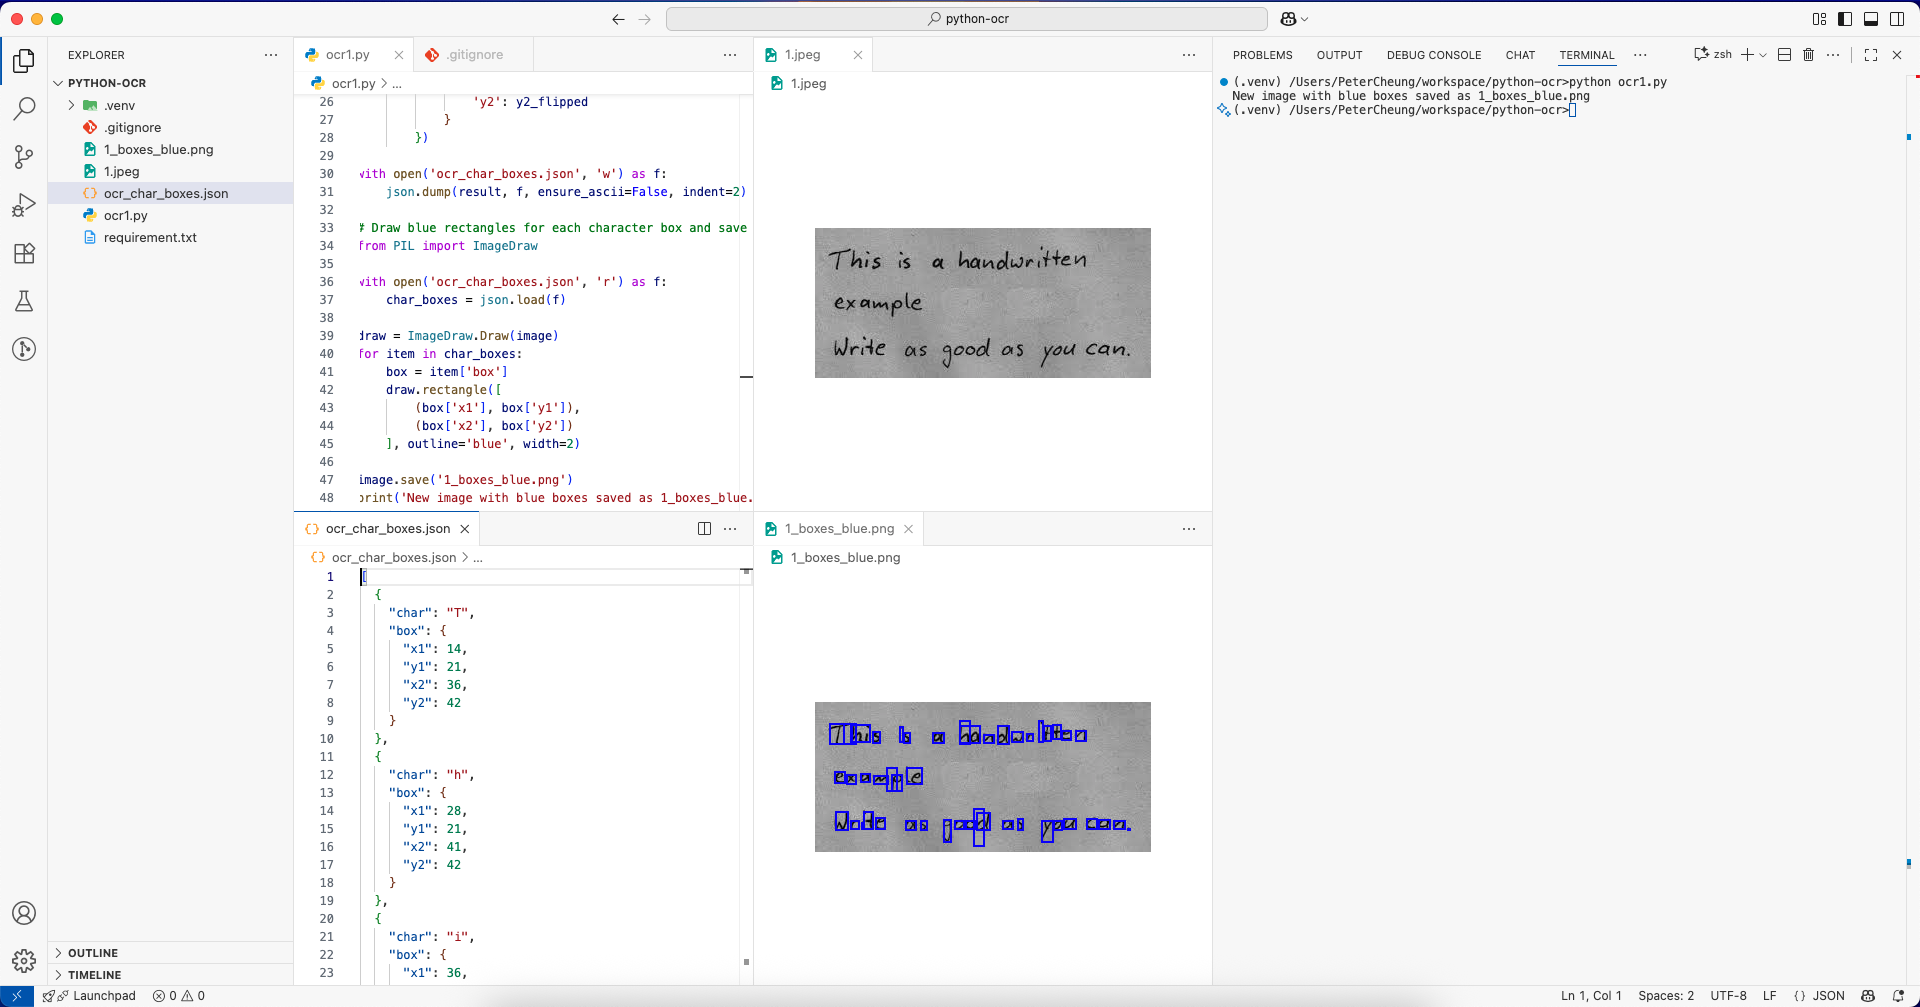 python-ocr
EXPLORER
PYTHON-OCR
.venv
.gitignore
1_boxes_blue.png
1.jpeg
ocr_char_boxes.json
ocr1.py
requirement.txt
OUTLINE
TIMELINE
ocr1.py
.gitignore
ocr1.py > ...
26 'y2': y2_flipped
27 }
28 })
29
30 with open('ocr_char_boxes.json', 'w') as f:
31 json.dump(result, f, ensure_ascii=False, indent=2)
32
33 # Draw blue rectangles for each character box and save
34 from PIL import ImageDraw
35
36 with open('ocr_char_boxes.json', 'r') as f:
37 char_boxes = json.load(f)
38
39 draw = ImageDraw.Draw(image)
40 for item in char_boxes:
41 box = item['box']
42 draw.rectangle([
43 (box['x1'], box['y1']),
44 (box['x2'], box['y2'])
45 ], outline='blue', width=2)
46
47 image.save('1_boxes_blue.png')
48 print('New image with blue boxes saved as 1_boxes_blue.
ocr_char_boxes.json
ocr_char_boxes.json > ...
1 [
2 {
3 "char": "T",
4 "box": {
5 "x1": 14,
6 "y1": 21,
7 "x2": 36,
8 "y2": 42
9 }
10 },
11 {
12 "char": "h",
13 "box": {
14 "x1": 28,
15 "y1": 21,
16 "x2": 41,
17 "y2": 42
18 }
19 },
20 {
21 "char": "i",
22 "box": {
23 "x1": 36,
1.jpeg
1.jpeg
This is a handwritten
example
Write as good as you can.
1_boxes_blue.png
1_boxes_blue.png
This is a handwritten
example
Write as good as you can.
PROBLEMS OUTPUT DEBUG CONSOLE CHAT TERMINAL
zsh
(.venv) /Users/PeterCheung/workspace/python-ocr>python ocr1.py
New image with blue boxes saved as 1_boxes_blue.png
(.venv) /Users/PeterCheung/workspace/python-ocr>
Launchpad 0 0 Ln 1, Col 1 Spaces: 2 UTF-8 LF {} JSON